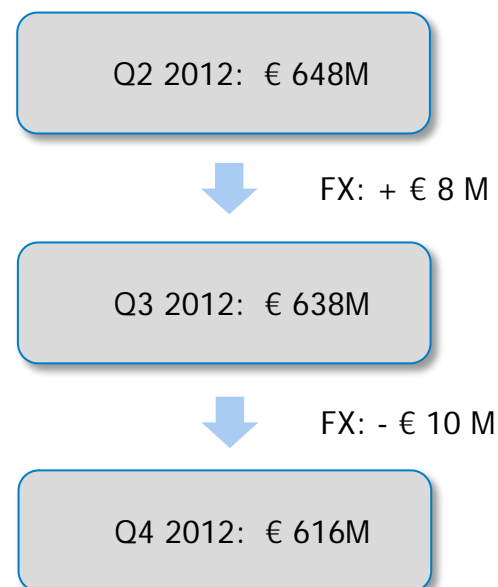 Q2 2012: € 648M
FX: + € 8 M
Q3 2012: € 638M
FX: - € 10 M
Q4 2012: € 616M